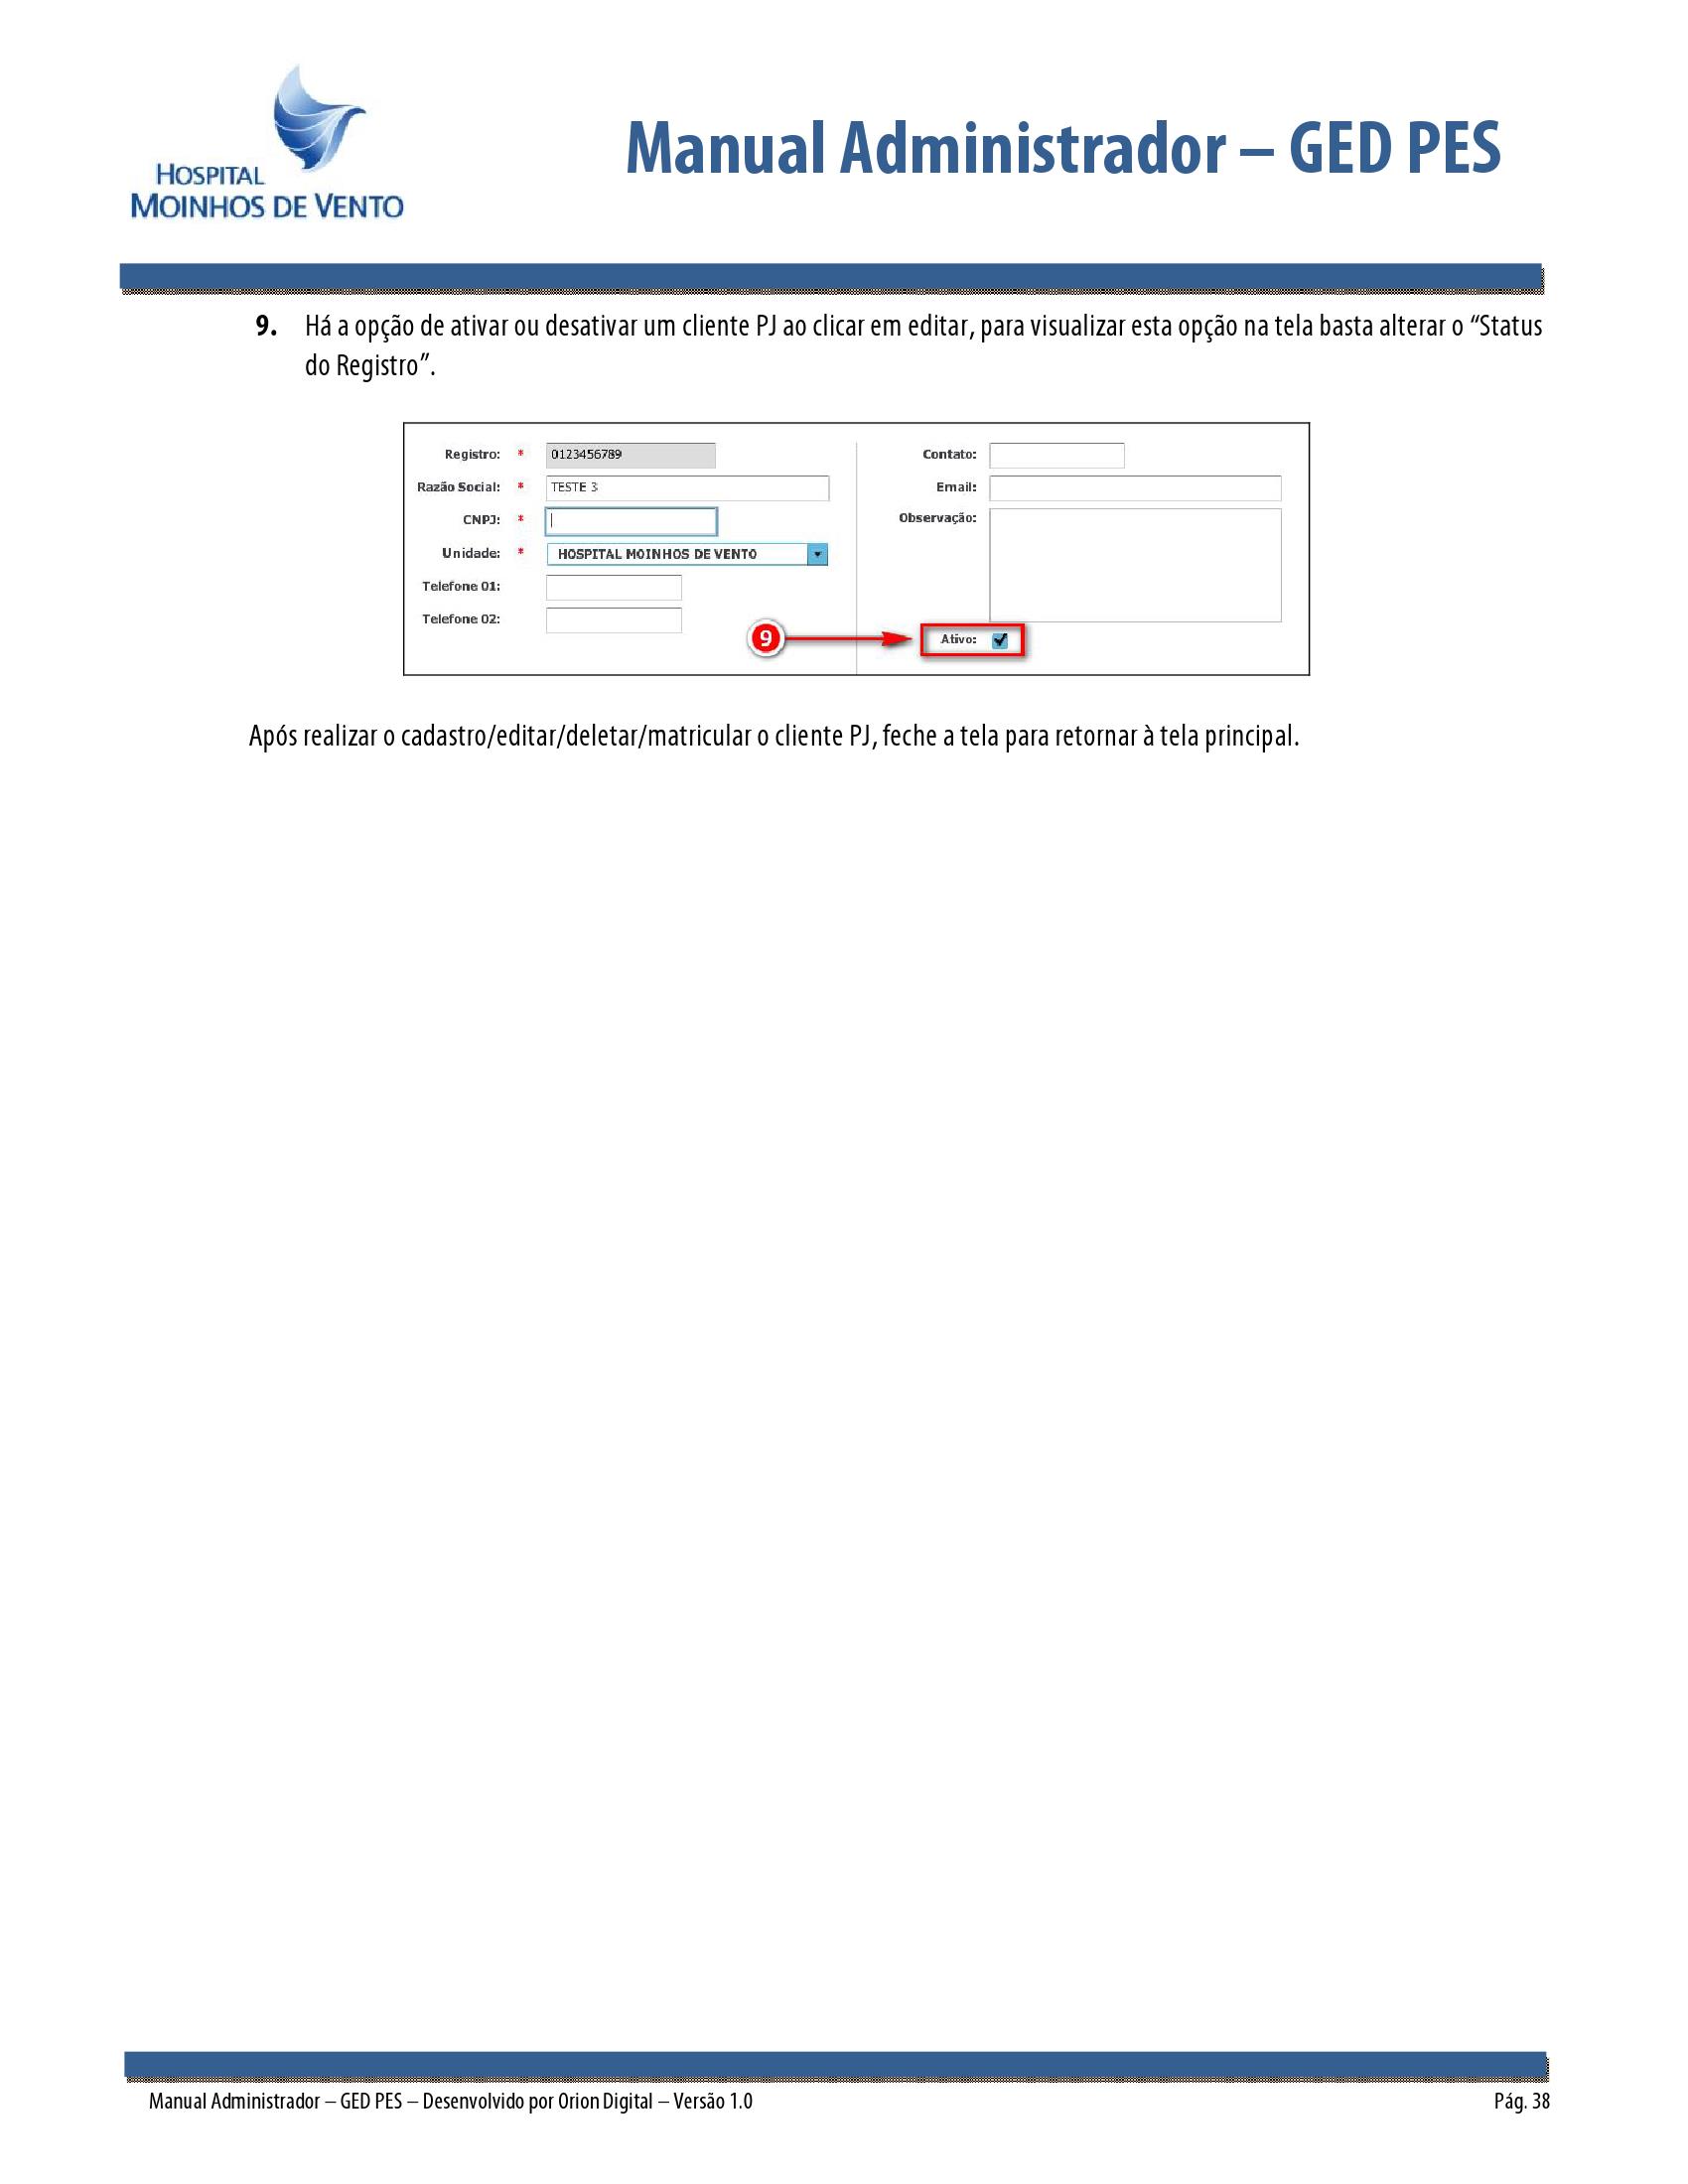 HOSPITAL
MOINHOS DE VENTO
Manual Administrador – GED PES
9. Há a opção de ativar ou desativar um cliente PJ ao clicar em editar, para visualizar esta opção na tela basta alterar o “Status
do Registro”.
Registro: * 0123456789
Razão Social: * TESTE 3
CNPJ: *
Unidade: * HOSPITAL MOINHOS DE VENTO
Telefone 01:
Telefone 02:
Contato:
Email:
Observação:
9
Ativo:
Após realizar o cadastro/editar/deletar/matricular o cliente PJ, feche a tela para retornar à tela principal.
Manual Administrador – GED PES – Desenvolvido por Orion Digital – Versão 1.0
Pág. 38